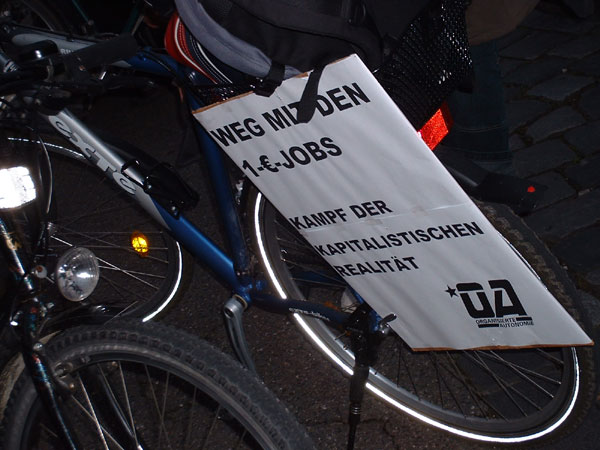 WEG MIT DEN
1-€-JOBS
KAMPF DER
KAPITALISTISCHEN
REALITÄT
OA
ORGANISIERTE
AUTONOMIE